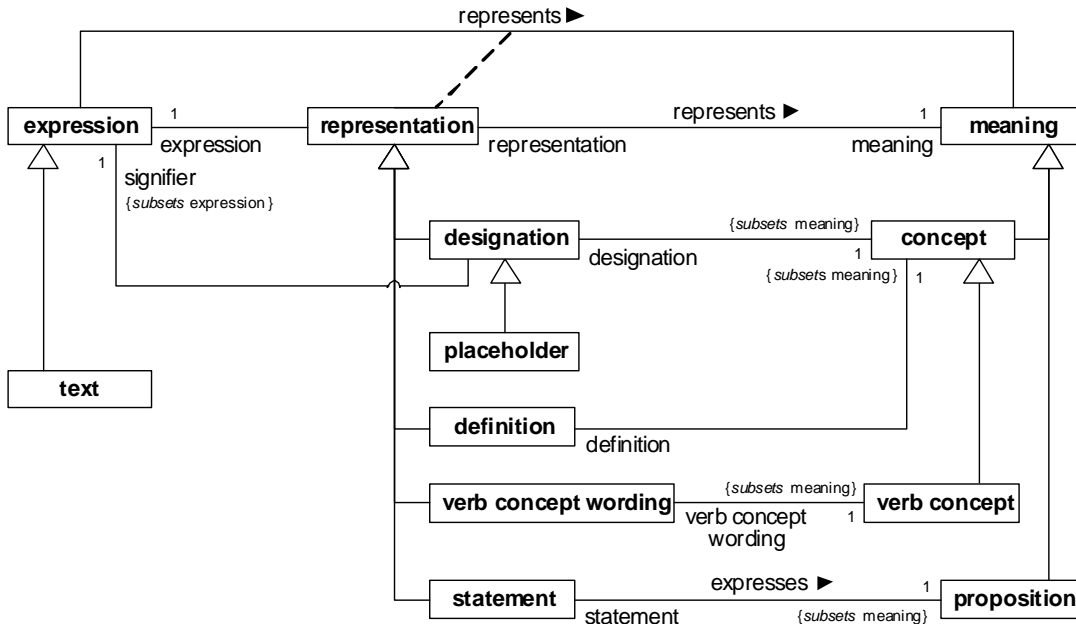 represents ►
expression
1
representation
represents ►
1
meaning
expression
representation
meaning
1
signifier
{subsets expression}
designation
{subsets meaning}
concept
designation
1
{subsets meaning}
1
placeholder
text
definition
definition
verb concept wording
{subsets meaning}
verb concept
verb concept
wording
1
statement
expresses ►
1
proposition
statement
{subsets meaning}